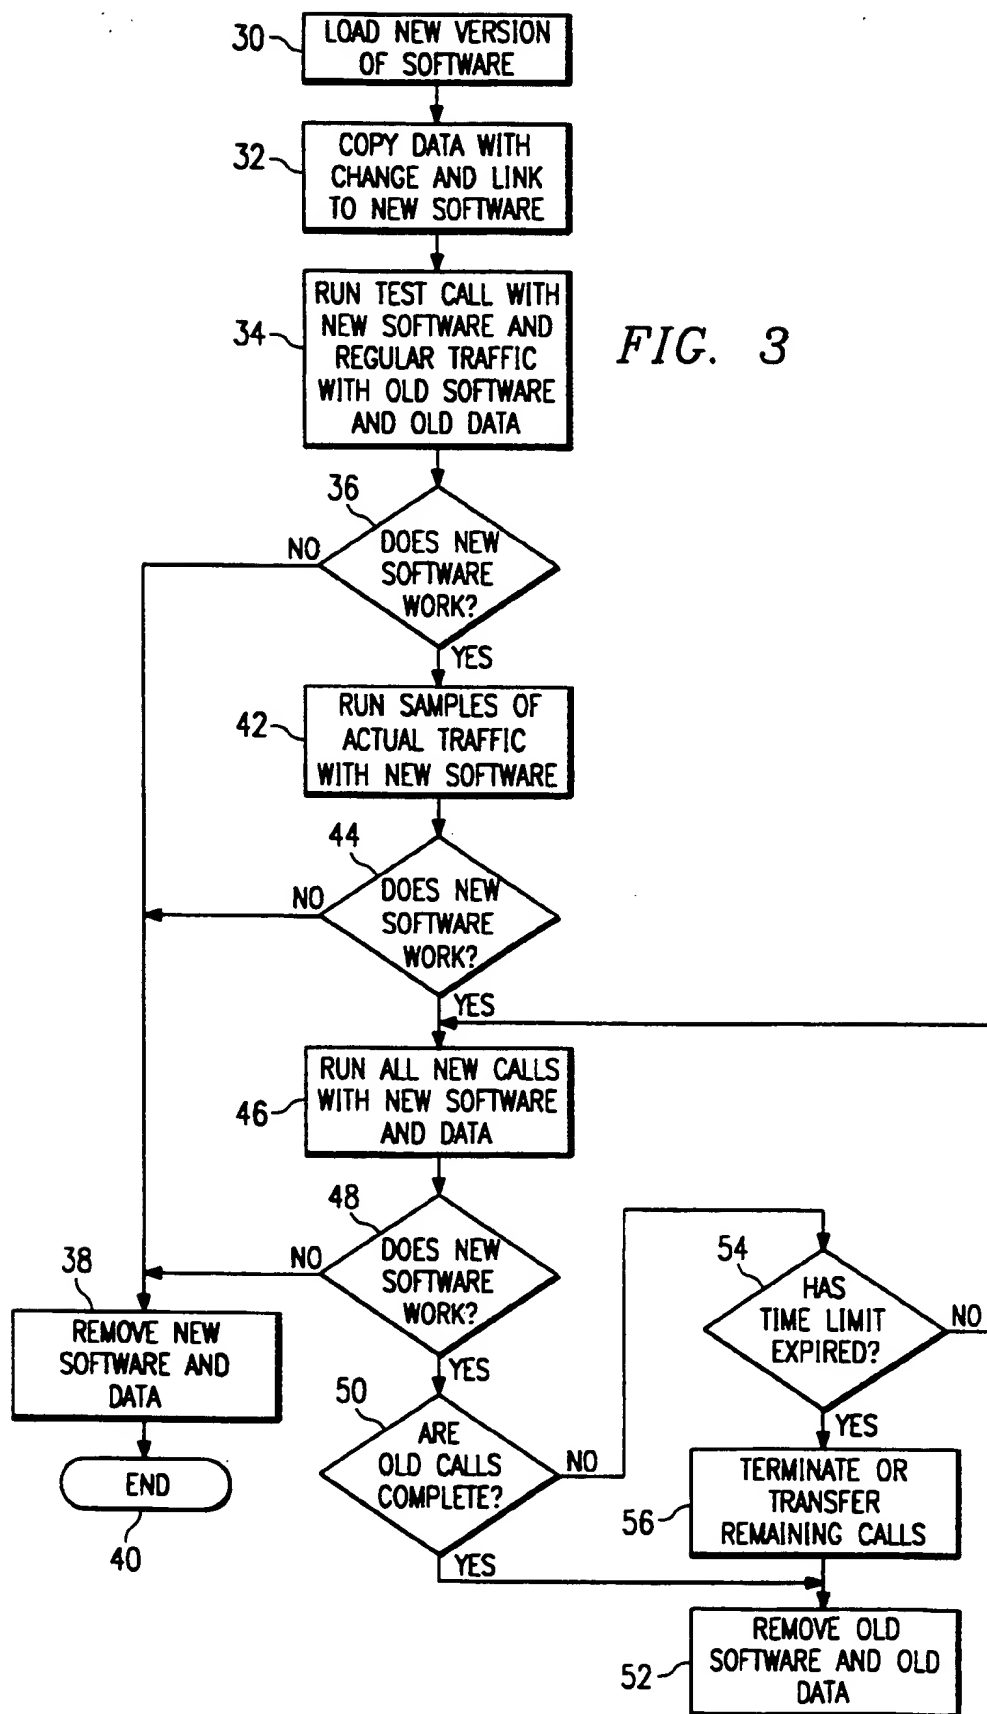 30
LOAD NEW VERSION
OF SOFTWARE
32
COPY DATA WITH
CHANGE AND LINK
TO NEW SOFTWARE
34
RUN TEST CALL WITH
NEW SOFTWARE AND
REGULAR TRAFFIC
WITH OLD SOFTWARE
AND OLD DATA
FIG. 3
36
DOES NEW
SOFTWARE
WORK?
NO
YES
42
RUN SAMPLES OF
ACTUAL TRAFFIC
WITH NEW SOFTWARE
44
DOES NEW
SOFTWARE
WORK?
NO
YES
46
RUN ALL NEW CALLS
WITH NEW SOFTWARE
AND DATA
48
DOES NEW
SOFTWARE
WORK?
NO
YES
38
REMOVE NEW
SOFTWARE AND
DATA
END
40
50
ARE
OLD CALLS
COMPLETE?
NO
YES
54
HAS
TIME LIMIT
EXPIRED?
NO
YES
56
TERMINATE OR
TRANSFER
REMAINING CALLS
52
REMOVE OLD
SOFTWARE AND OLD
DATA